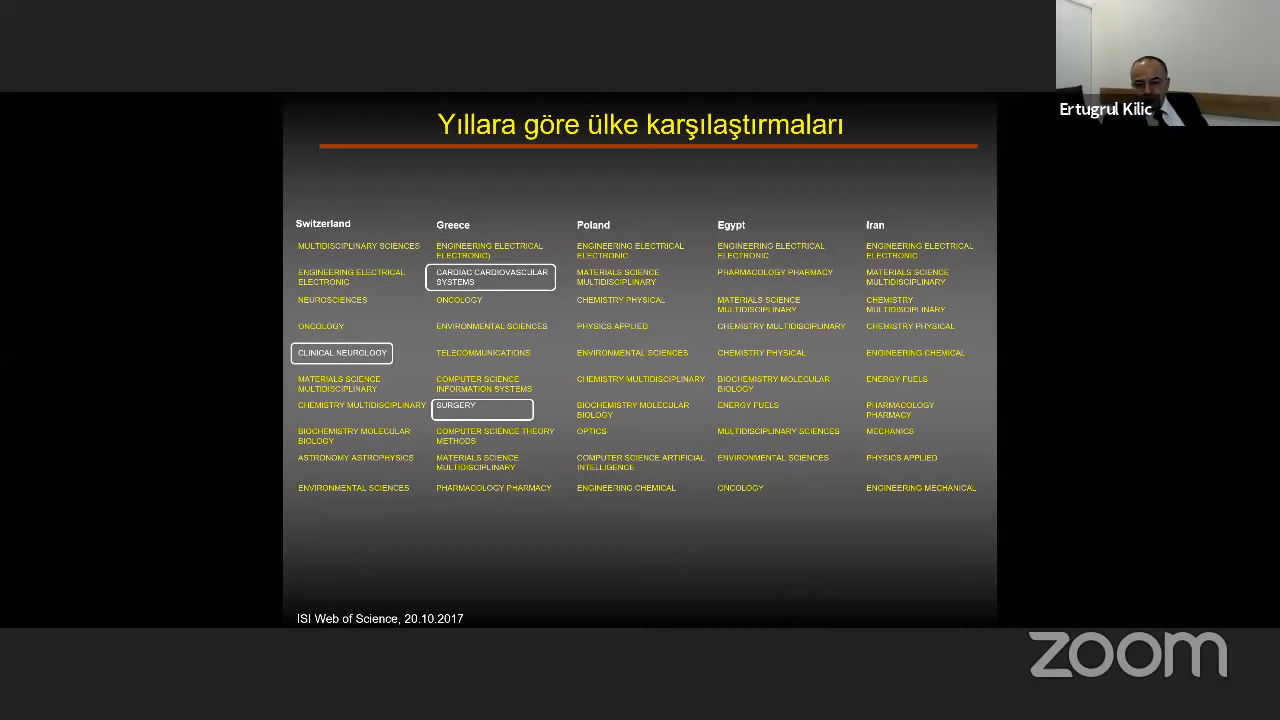 Ertugrul Kilic
Yıllara göre ülke karşılaştırmaları
Switzerland
MULTIDISCIPLINARY SCIENCES
ENGINEERING ELECTRICAL
ELECTRONIC
NEUROSCIENCES
ONCOLOGY
CLINICAL NEUROLOGY
MATERIALS SCIENCE
MULTIDISCIPLINARY
CHEMISTRY MULTIDISCIPLINARY
BIOCHEMISTRY MOLECULAR
BIOLOGY
ASTRONOMY ASTROPHYSICS
ENVIRONMENTAL SCIENCES
Greece
ENGINEERING ELECTRICAL
ELECTRONIC)
CARDIAC CARDIOVASCULAR
SYSTEMS
ONCOLOGY
ENVIRONMENTAL SCIENCES
TELECOMMUNICATIONS
COMPUTER SCIENCE
INFORMATION SYSTEMS
SURGERY
COMPUTER SCIENCE THEORY
METHODS
MATERIALS SCIENCE
MULTIDISCIPLINARY
PHARMACOLOGY PHARMACY
Poland
ENGINEERING ELECTRICAL
ELECTRONIC
MATERIALS SCIENCE
MULTIDISCIPLINARY
CHEMISTRY PHYSICAL
PHYSICS APPLIED
ENVIRONMENTAL SCIENCES
CHEMISTRY MULTIDISCIPLINARY
BIOCHEMISTRY MOLECULAR
BIOLOGY
OPTICS
COMPUTER SCIENCE ARTIFICIAL
INTELLIGENCE
ENGINEERING CHEMICAL
Egypt
ENGINEERING ELECTRICAL
ELECTRONIC
PHARMACOLOGY PHARMACY
MATERIALS SCIENCE
MULTIDISCIPLINARY
CHEMISTRY MULTIDISCIPLINARY
CHEMISTRY PHYSICAL
BIOCHEMISTRY MOLECULAR
BIOLOGY
ENERGY FUELS
MULTIDISCIPLINARY SCIENCES
ENVIRONMENTAL SCIENCES
ONCOLOGY
Iran
ENGINEERING ELECTRICAL
ELECTRONIC
MATERIALS SCIENCE
MULTIDISCIPLINARY
CHEMISTRY
MULTIDISCIPLINARY
CHEMISTRY PHYSICAL
ENGINEERING CHEMICAL
ENERGY FUELS
PHARMACOLOGY
PHARMACY
MECHANICS
PHYSICS APPLIED
ENGINEERING MECHANICAL
ISI Web of Science, 20.10.2017
zoom